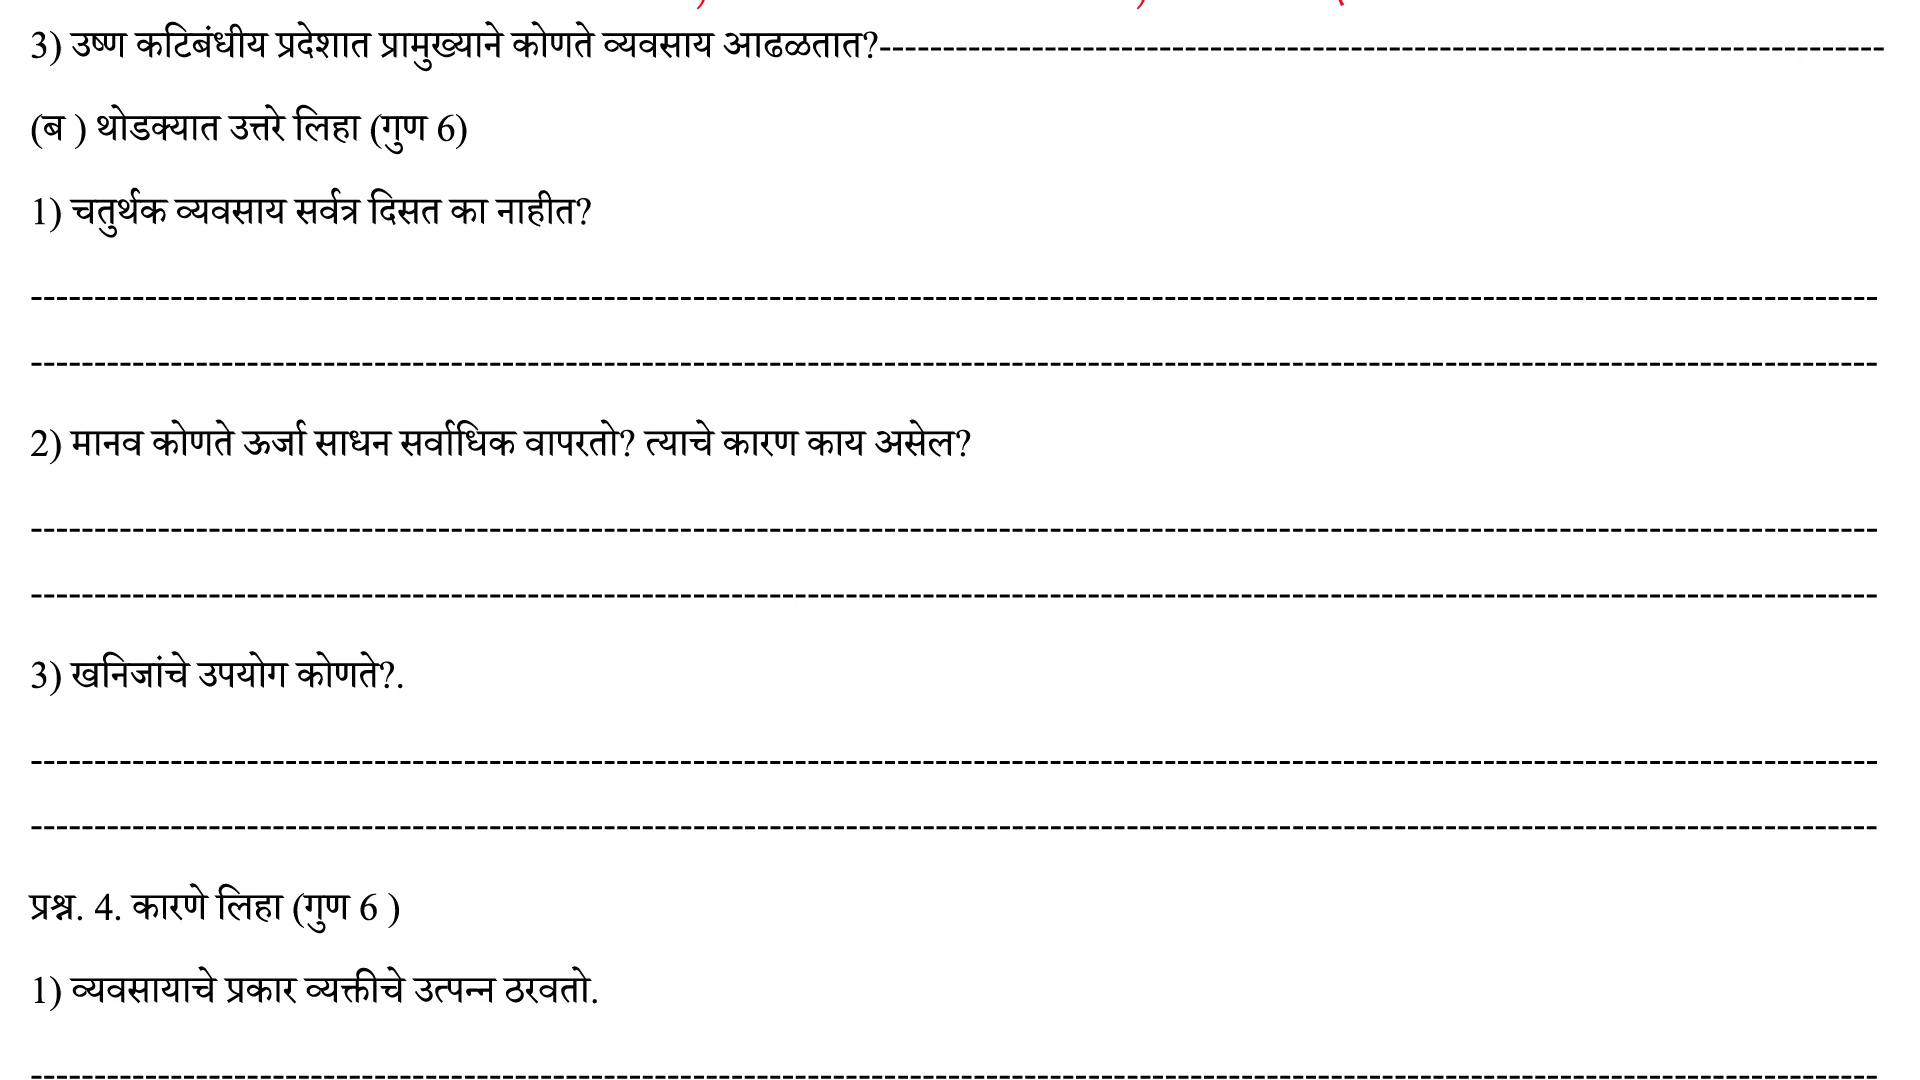 3) उष्ण कटिबंधीय प्रदेशात प्रामुख्याने कोणते व्यवसाय आढळतात?-------------------------------------------------------------------------------
(ब ) थोडक्यात उत्तरे लिहा (गुण 6)
1) चतुर्थक व्यवसाय सर्वत्र दिसत का नाहीत?
-------------------------------------------------------------------------------------------------------------------------------------------------
-------------------------------------------------------------------------------------------------------------------------------------------------
2) मानव कोणते ऊर्जा साधन सर्वाधिक वापरतो? त्याचे कारण काय असेल?
-------------------------------------------------------------------------------------------------------------------------------------------------
-------------------------------------------------------------------------------------------------------------------------------------------------
3) खनिजांचे उपयोग कोणते?.
-------------------------------------------------------------------------------------------------------------------------------------------------
-------------------------------------------------------------------------------------------------------------------------------------------------
प्रश्न. 4. कारणे लिहा (गुण 6 )
1) व्यवसायाचे प्रकार व्यक्तीचे उत्पन्न ठरवतो.
-------------------------------------------------------------------------------------------------------------------------------------------------